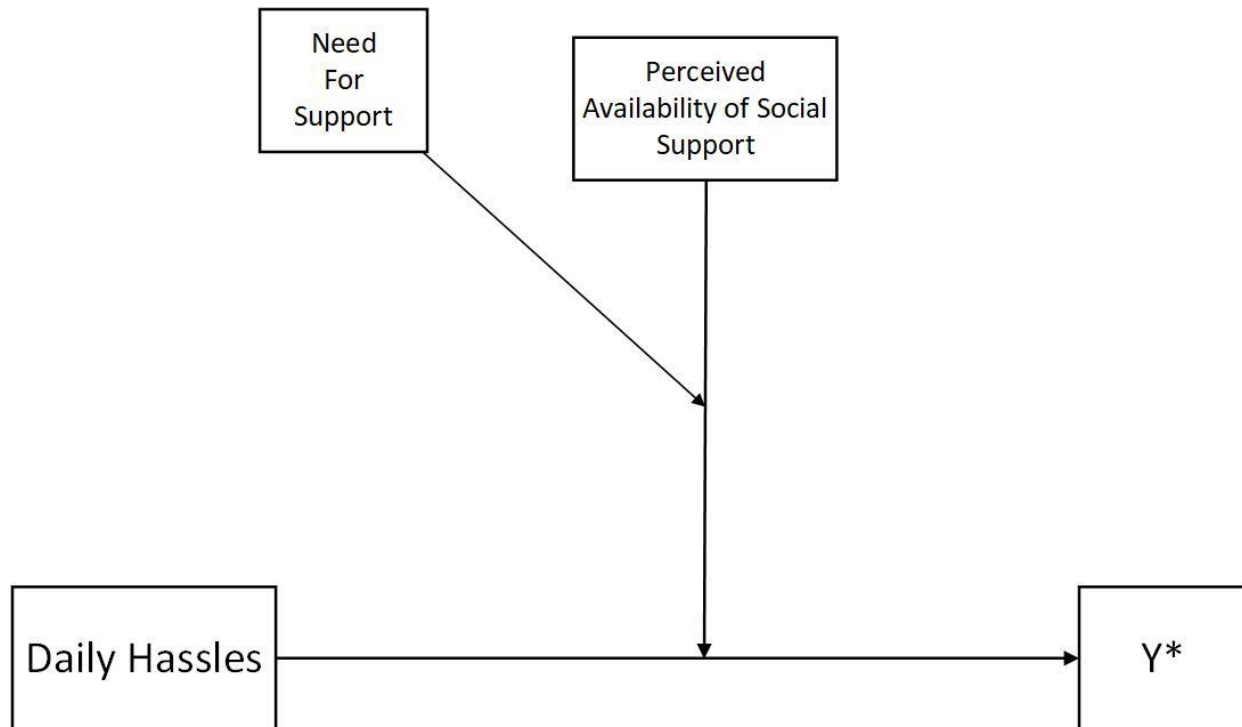 Need
For
Support
Perceived
Availability of Social
Support
Daily Hassles
Y*